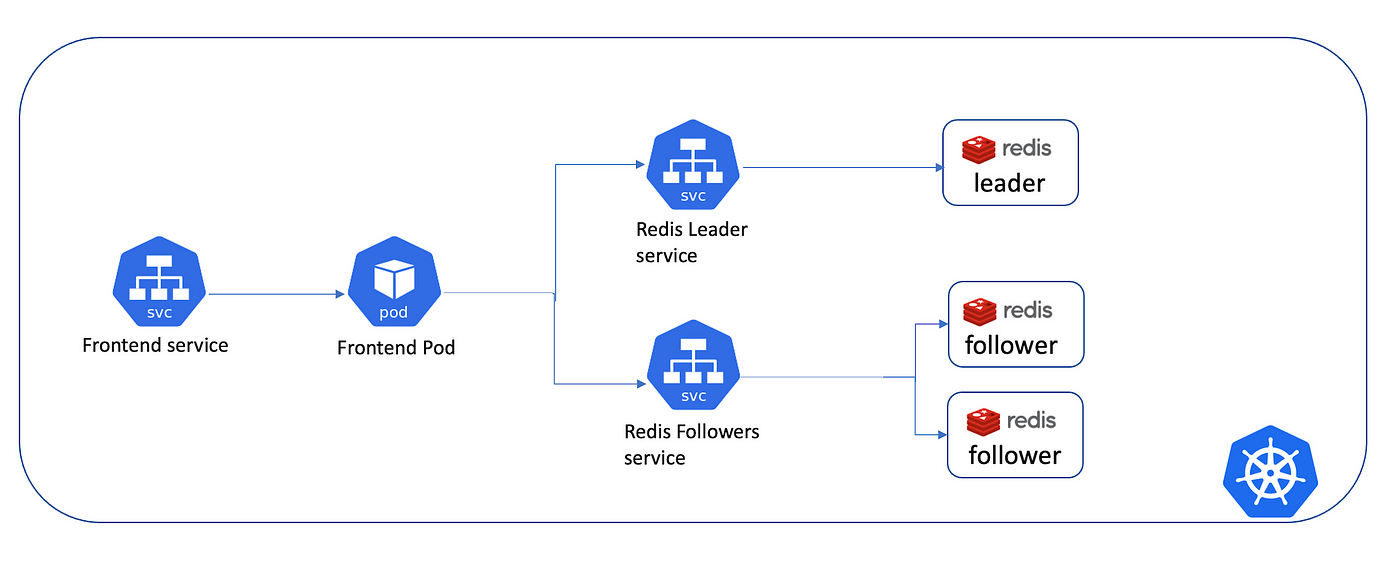 svc
Frontend service
pod
Frontend Pod
svc
Redis Leader
service
redis
leader
svc
Redis Followers
service
redis
follower
redis
follower